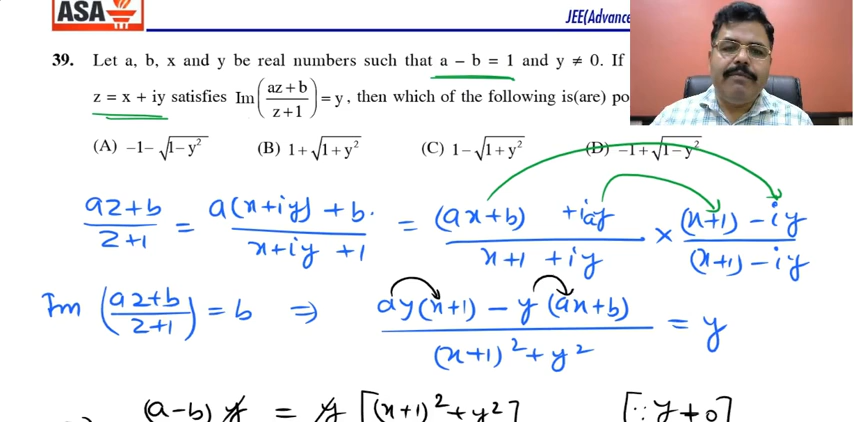 ASA
JEE(Advance
39. Let a, b, x and y be real numbers such that a – b = 1 and y ≠ 0. If
z = x + iy satisfies Im((az+b)/(z+1)) = y, then which of the following is(are) po
(A) –1–√(1–y²) (B) 1+√(1+y²) (C) 1–√(1+y²) (D) –1+√(1–y²)
(az+b)/(z+1) = (a(x+iy)+b)/(x+iy+1) = ((ax+b) +iay)/(x+1+iy) × ((x+1)–iy)/((x+1)–iy)
Im((az+b)/(z+1)) = b ⇒ (ay(x+1) – y(ax+b))/((x+1)²+y²) = y
(a-b) y = y [(x+1)²+y²] [∵ y≠0]